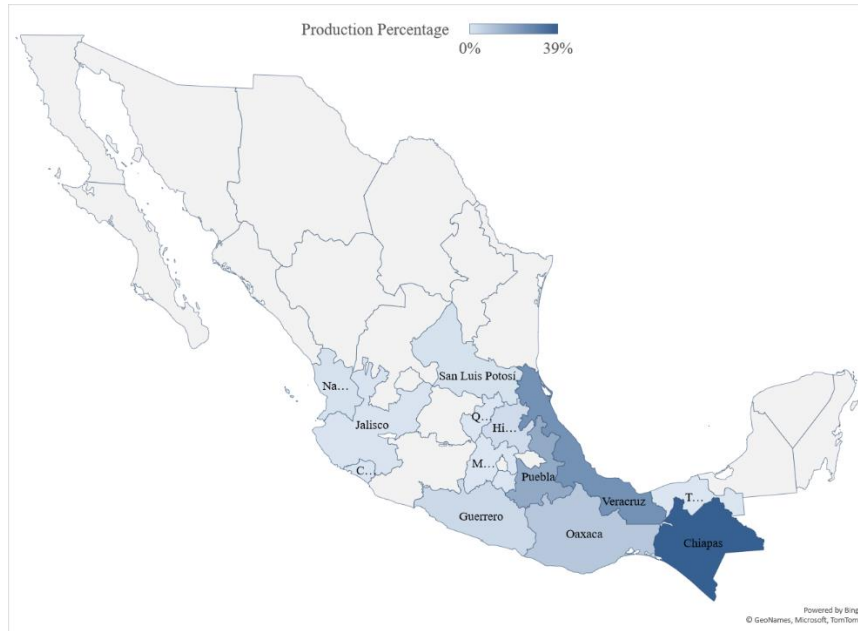 Production Percentage
0% 39%
San Luis Potosí
Na…
Q…
Jalisco
Hi…
M…
C…
Puebla
Veracruz
T…
Guerrero
Oaxaca
Chiapas
Powered by Bing
© GeoNames, Microsoft, TomTom